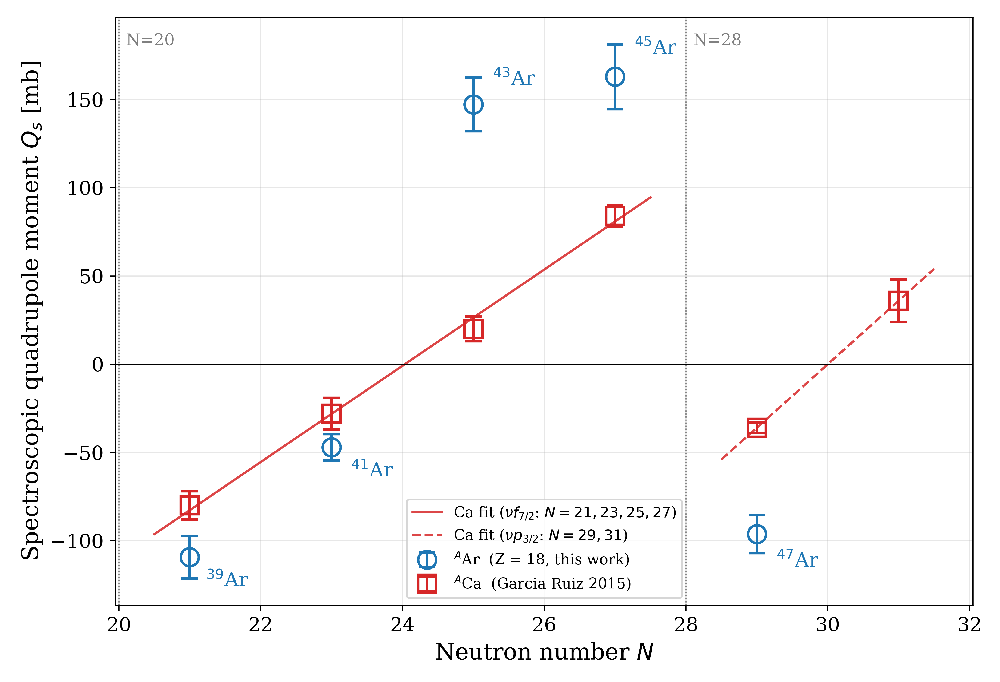 N=20
N=28
⁴⁵Ar
⁴³Ar
⁴¹Ar
³⁹Ar
⁴⁷Ar
Spectroscopic quadrupole moment Qₛ [mb]
150
100
50
0
−50
−100
Ca fit (νf₇/₂: N = 21, 23, 25, 27)
Ca fit (νp₃/₂: N = 29, 31)
ᴬAr (Z = 18, this work)
ᴬCa (Garcia Ruiz 2015)
20 22 24 26 28 30 32
Neutron number N